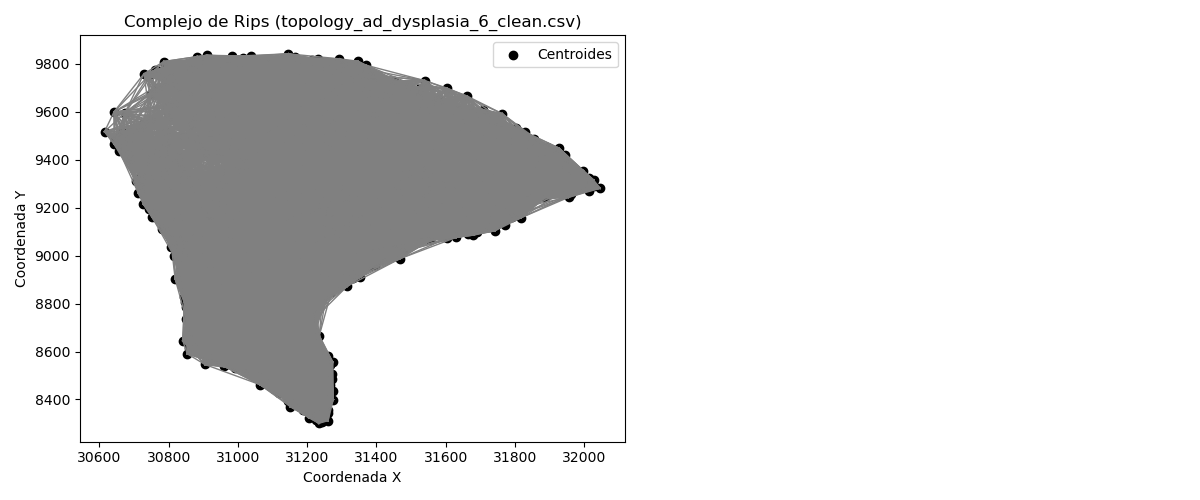 Complejo de Rips (topology_ad_dysplasia_6_clean.csv)
Centroides
9800
9600
9400
9200
9000
8800
8600
8400
Coordenada Y
30600 30800 31000 31200 31400 31600 31800 32000
Coordenada X